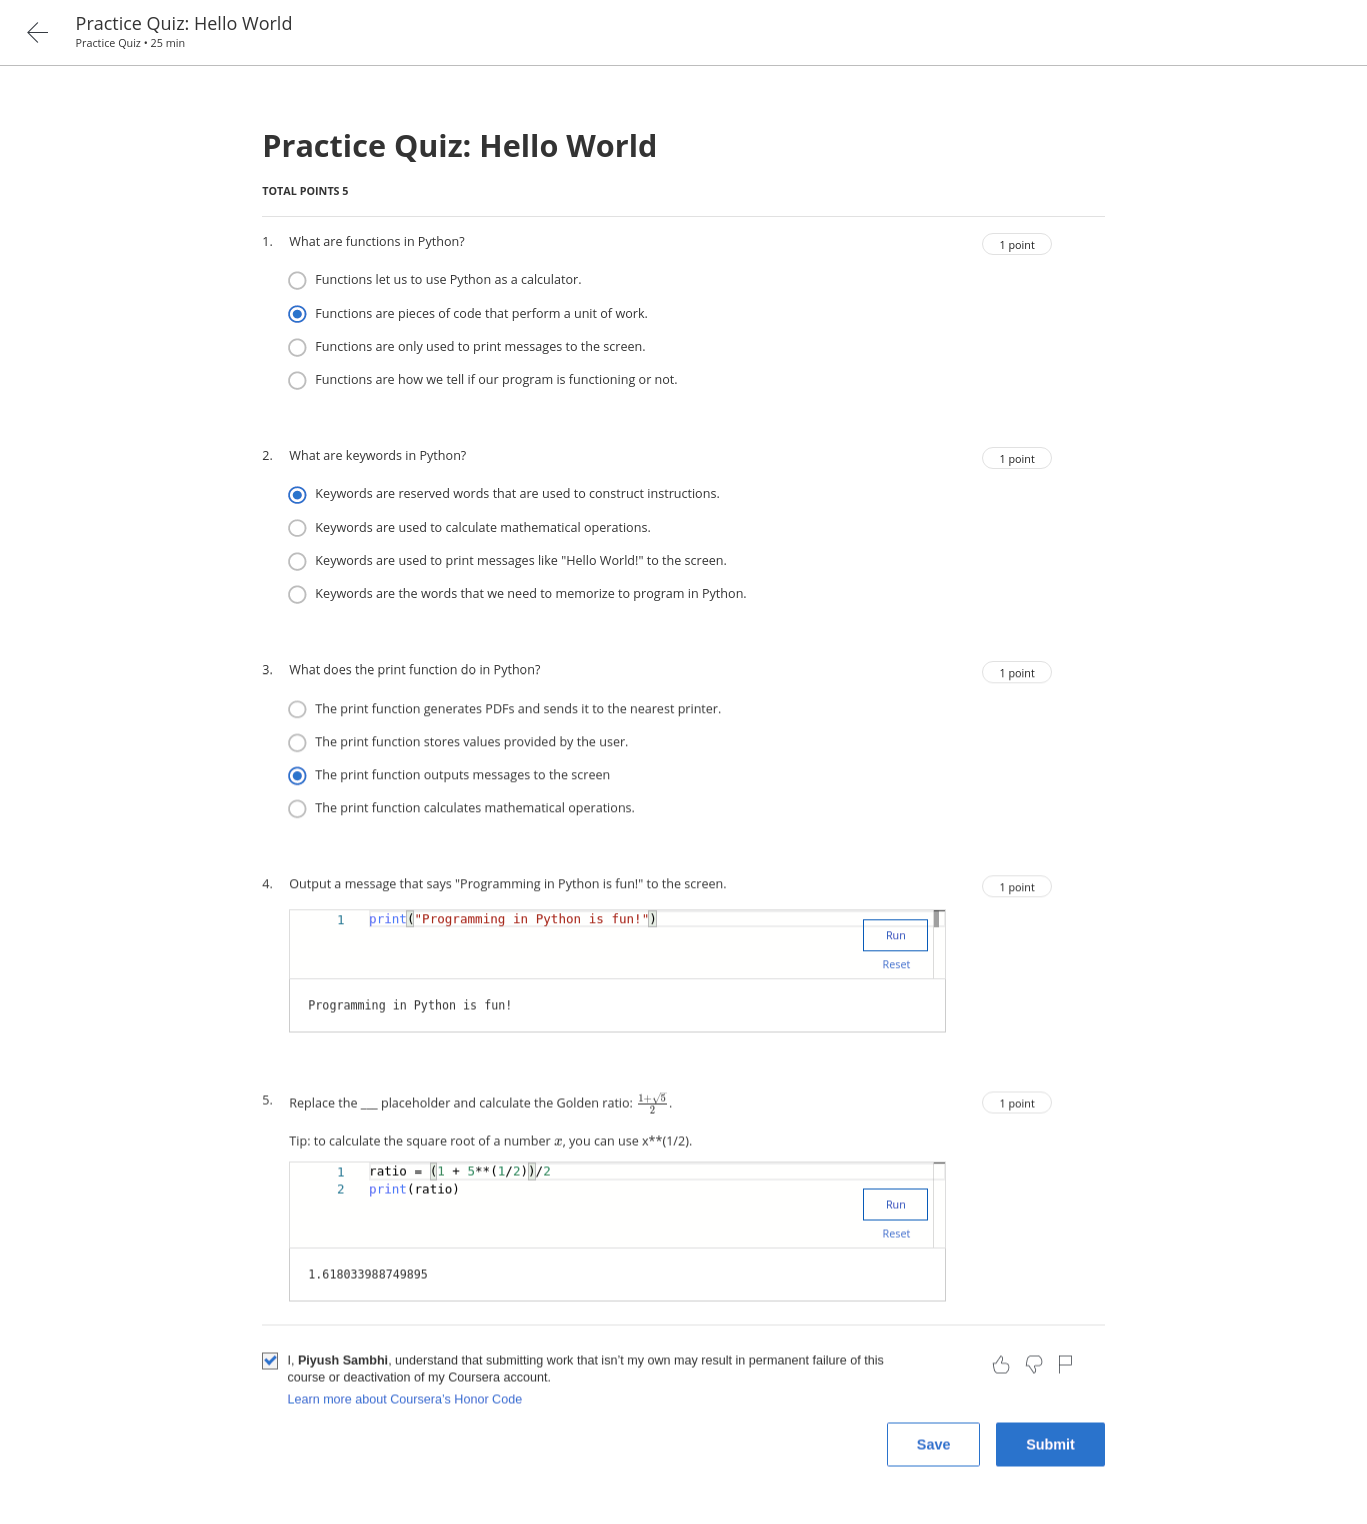 Practice Quiz: Hello World
Practice Quiz • 25 min
Practice Quiz: Hello World
TOTAL POINTS 5
1. What are functions in Python?
1 point
Functions let us to use Python as a calculator.
Functions are pieces of code that perform a unit of work.
Functions are only used to print messages to the screen.
Functions are how we tell if our program is functioning or not.
2. What are keywords in Python?
1 point
Keywords are reserved words that are used to construct instructions.
Keywords are used to calculate mathematical operations.
Keywords are used to print messages like "Hello World!" to the screen.
Keywords are the words that we need to memorize to program in Python.
3. What does the print function do in Python?
1 point
The print function generates PDFs and sends it to the nearest printer.
The print function stores values provided by the user.
The print function outputs messages to the screen
The print function calculates mathematical operations.
4. Output a message that says "Programming in Python is fun!" to the screen.
1 point
1 print("Programming in Python is fun!")
Run
Reset
Programming in Python is fun!
5. Replace the ___ placeholder and calculate the Golden ratio: (1+√5)/2.
1 point
Tip: to calculate the square root of a number x, you can use x**(1/2).
1 ratio = (1 + 5**(1/2))/2
2 print(ratio)
Run
Reset
1.618033988749895
I, Piyush Sambhi, understand that submitting work that isn’t my own may result in permanent failure of this
course or deactivation of my Coursera account.
Learn more about Coursera’s Honor Code
Save
Submit